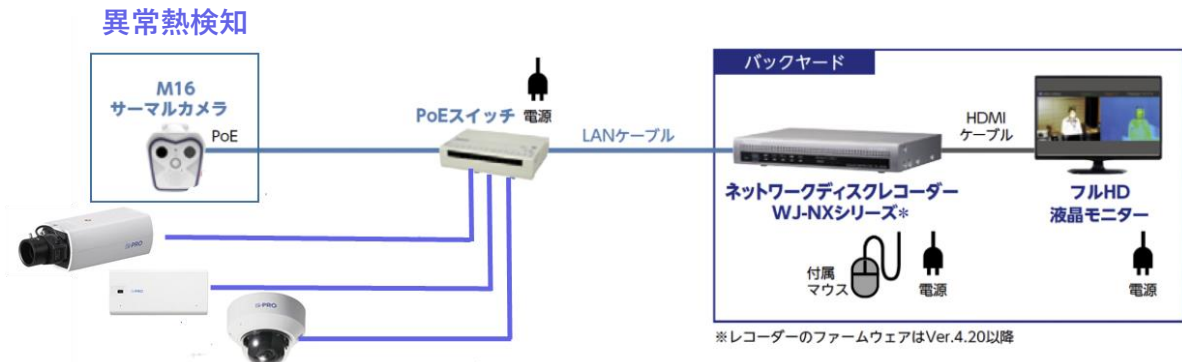 異常熱検知
M16
サーマルカメラ
PoE
PoEスイッチ
電源
LANケーブル
バックヤード
HDMI
ケーブル
ネットワークディスクレコーダー
WJ-NXシリーズ*
フルHD
液晶モニター
付属
マウス
電源
電源
※レコーダーのファームウェアはVer.4.20以降
i-PRO
i-PRO
i-PRO